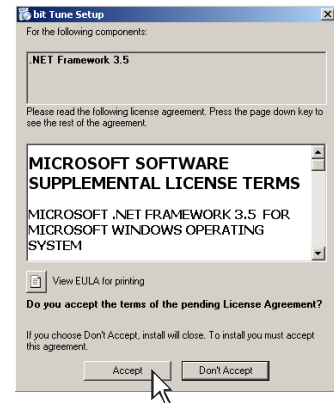 bit Tune Setup
For the following components:
.NET Framework 3.5
Please read the following license agreement. Press the page down key to
see the rest of the agreement.
MICROSOFT SOFTWARE
SUPPLEMENTAL LICENSE TERMS
MICROSOFT .NET FRAMEWORK 3.5 FOR
MICROSOFT WINDOWS OPERATING
SYSTEM
View EULA for printing
Do you accept the terms of the pending License Agreement?
If you choose Don't Accept, install will close. To install you must accept
this agreement.
Accept
Don't Accept